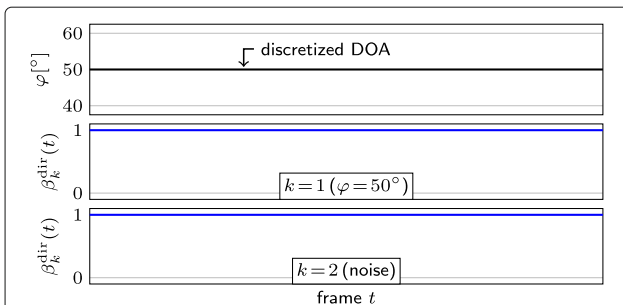 60
50
40
φ[°]
discretized DOA
1
0
β_k^dir(t)
k = 1 (φ = 50°)
1
0
β_k^dir(t)
k = 2 (noise)
frame t